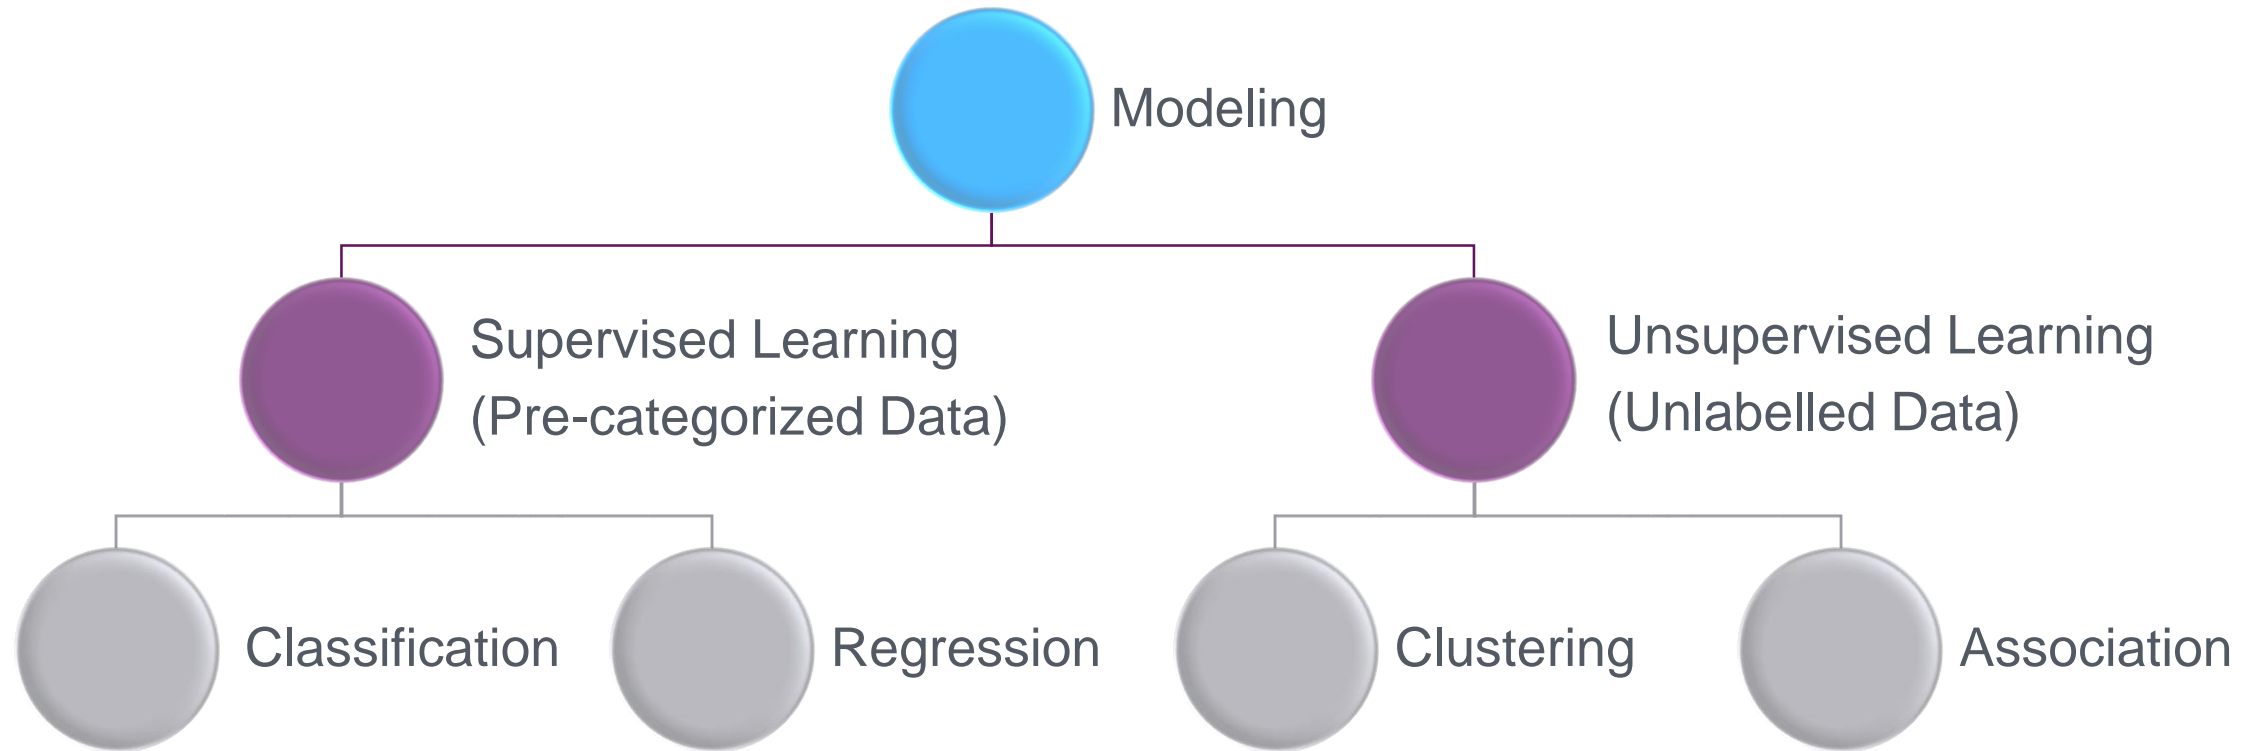 Modeling
Supervised Learning
(Pre-categorized Data)
Unsupervised Learning
(Unlabelled Data)
Classification
Regression
Clustering
Association